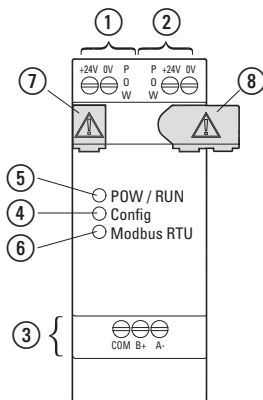 1 2
+24V 0V P O W P O W +24V 0V
7 8
5 POW / RUN
4 Config
6 Modbus RTU
3
COM B+ A-